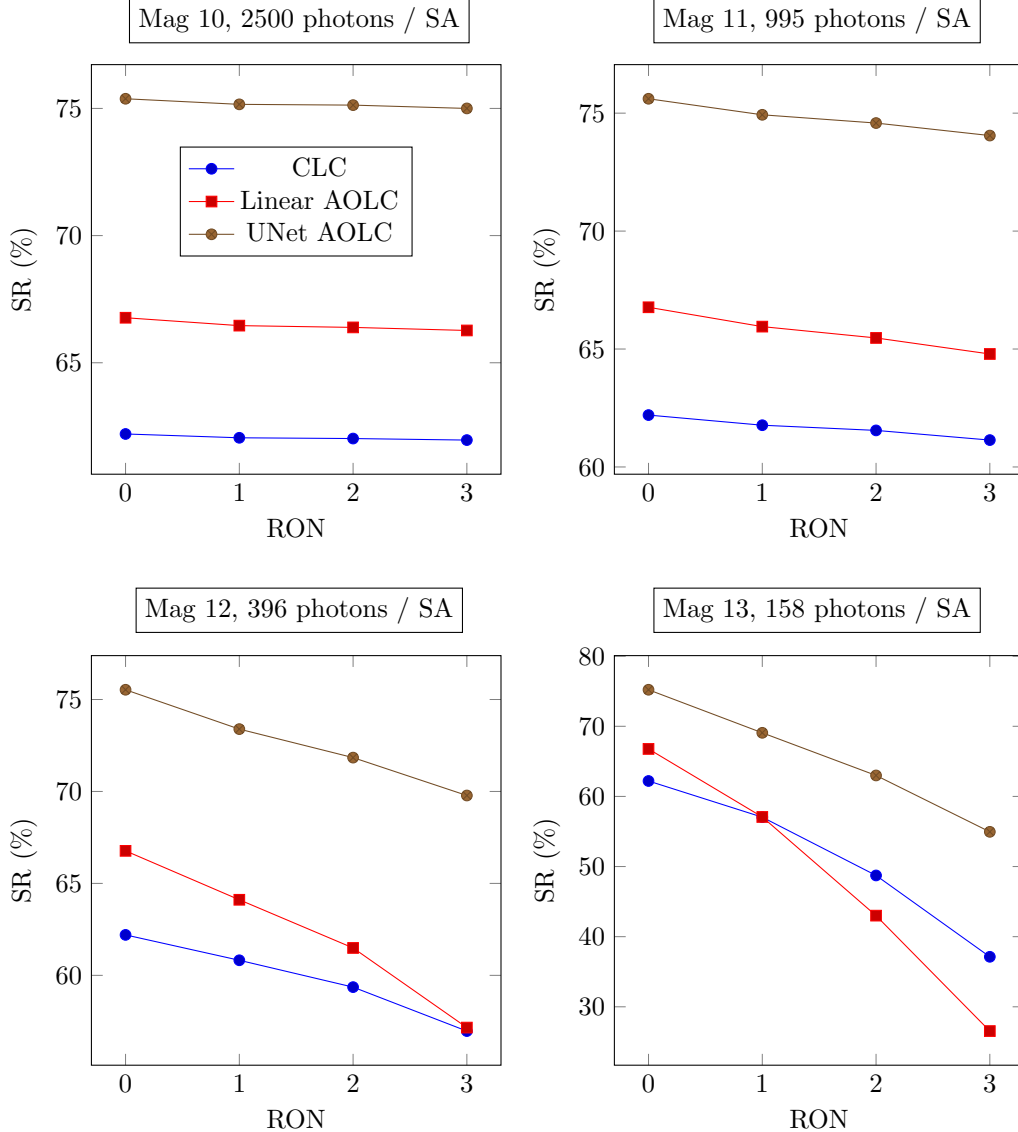 Mag 10, 2500 photons / SA
75
70
65
SR (%)
CLC
Linear AOLC
UNet AOLC
0 1 2 3
RON
Mag 11, 995 photons / SA
75
70
65
60
SR (%)
0 1 2 3
RON
Mag 12, 396 photons / SA
75
70
65
60
SR (%)
0 1 2 3
RON
Mag 13, 158 photons / SA
80
70
60
50
40
30
SR (%)
0 1 2 3
RON